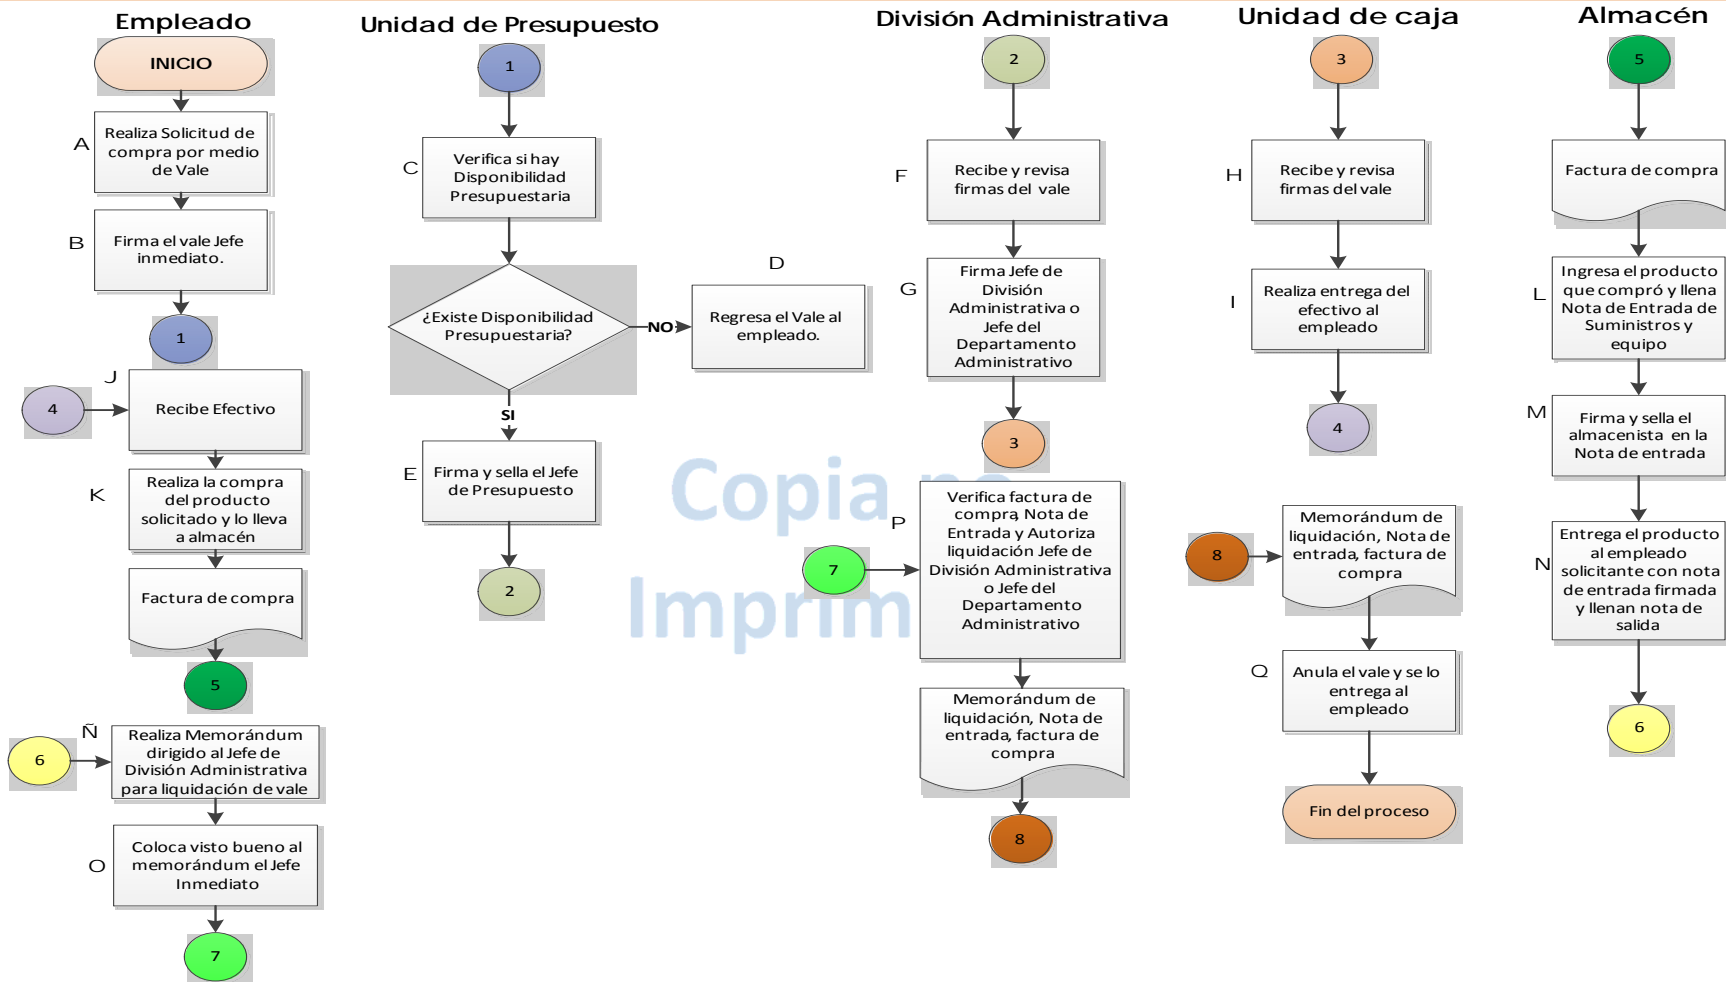 Empleado
INICIO
A
Realiza Solicitud de
compra por medio
de Vale
B
Firma el vale Jefe
inmediato.
1
J
4
Recibe Efectivo
K
Realiza la compra
del producto
solicitado y lo lleva
a almacén
Factura de compra
5
Ñ
6
Realiza Memorándum
dirigido al Jefe de
División Administrativa
para liquidación de vale
O
Coloca visto bueno al
memorándum el Jefe
Inmediato
7
Unidad de Presupuesto
1
C
Verifica si hay
Disponibilidad
Presupuestaria
¿Existe Disponibilidad
Presupuestaria?
NO
D
Regresa el Vale al
empleado.
SI
E
Firma y sella el Jefe
de Presupuesto
2
División Administrativa
2
F
Recibe y revisa
firmas del vale
G
Firma Jefe de
División
Administrativa o
Jefe del
Departamento
Administrativo
3
P
7
Verifica factura de
compra, Nota de
Entrada y Autoriza
liquidación Jefe de
División Administrativa
o Jefe del
Departamento
Administrativo
Memorándum de
liquidación, Nota de
entrada, factura de
compra
8
Unidad de caja
3
H
Recibe y revisa
firmas del vale
I
Realiza entrega del
efectivo al
empleado
4
8
Memorándum de
liquidación, Nota de
entrada, factura de
compra
Q
Anula el vale y se lo
entrega al
empleado
Fin del proceso
Almacén
5
Factura de compra
L
Ingresa el producto
que compró y llena
Nota de Entrada de
Suministros y
equipo
M
Firma y sella el
almacenista en la
Nota de entrada
N
Entrega el producto
al empleado
solicitante con nota
de entrada firmada
y llenan nota de
salida
6
Copia
Imprim